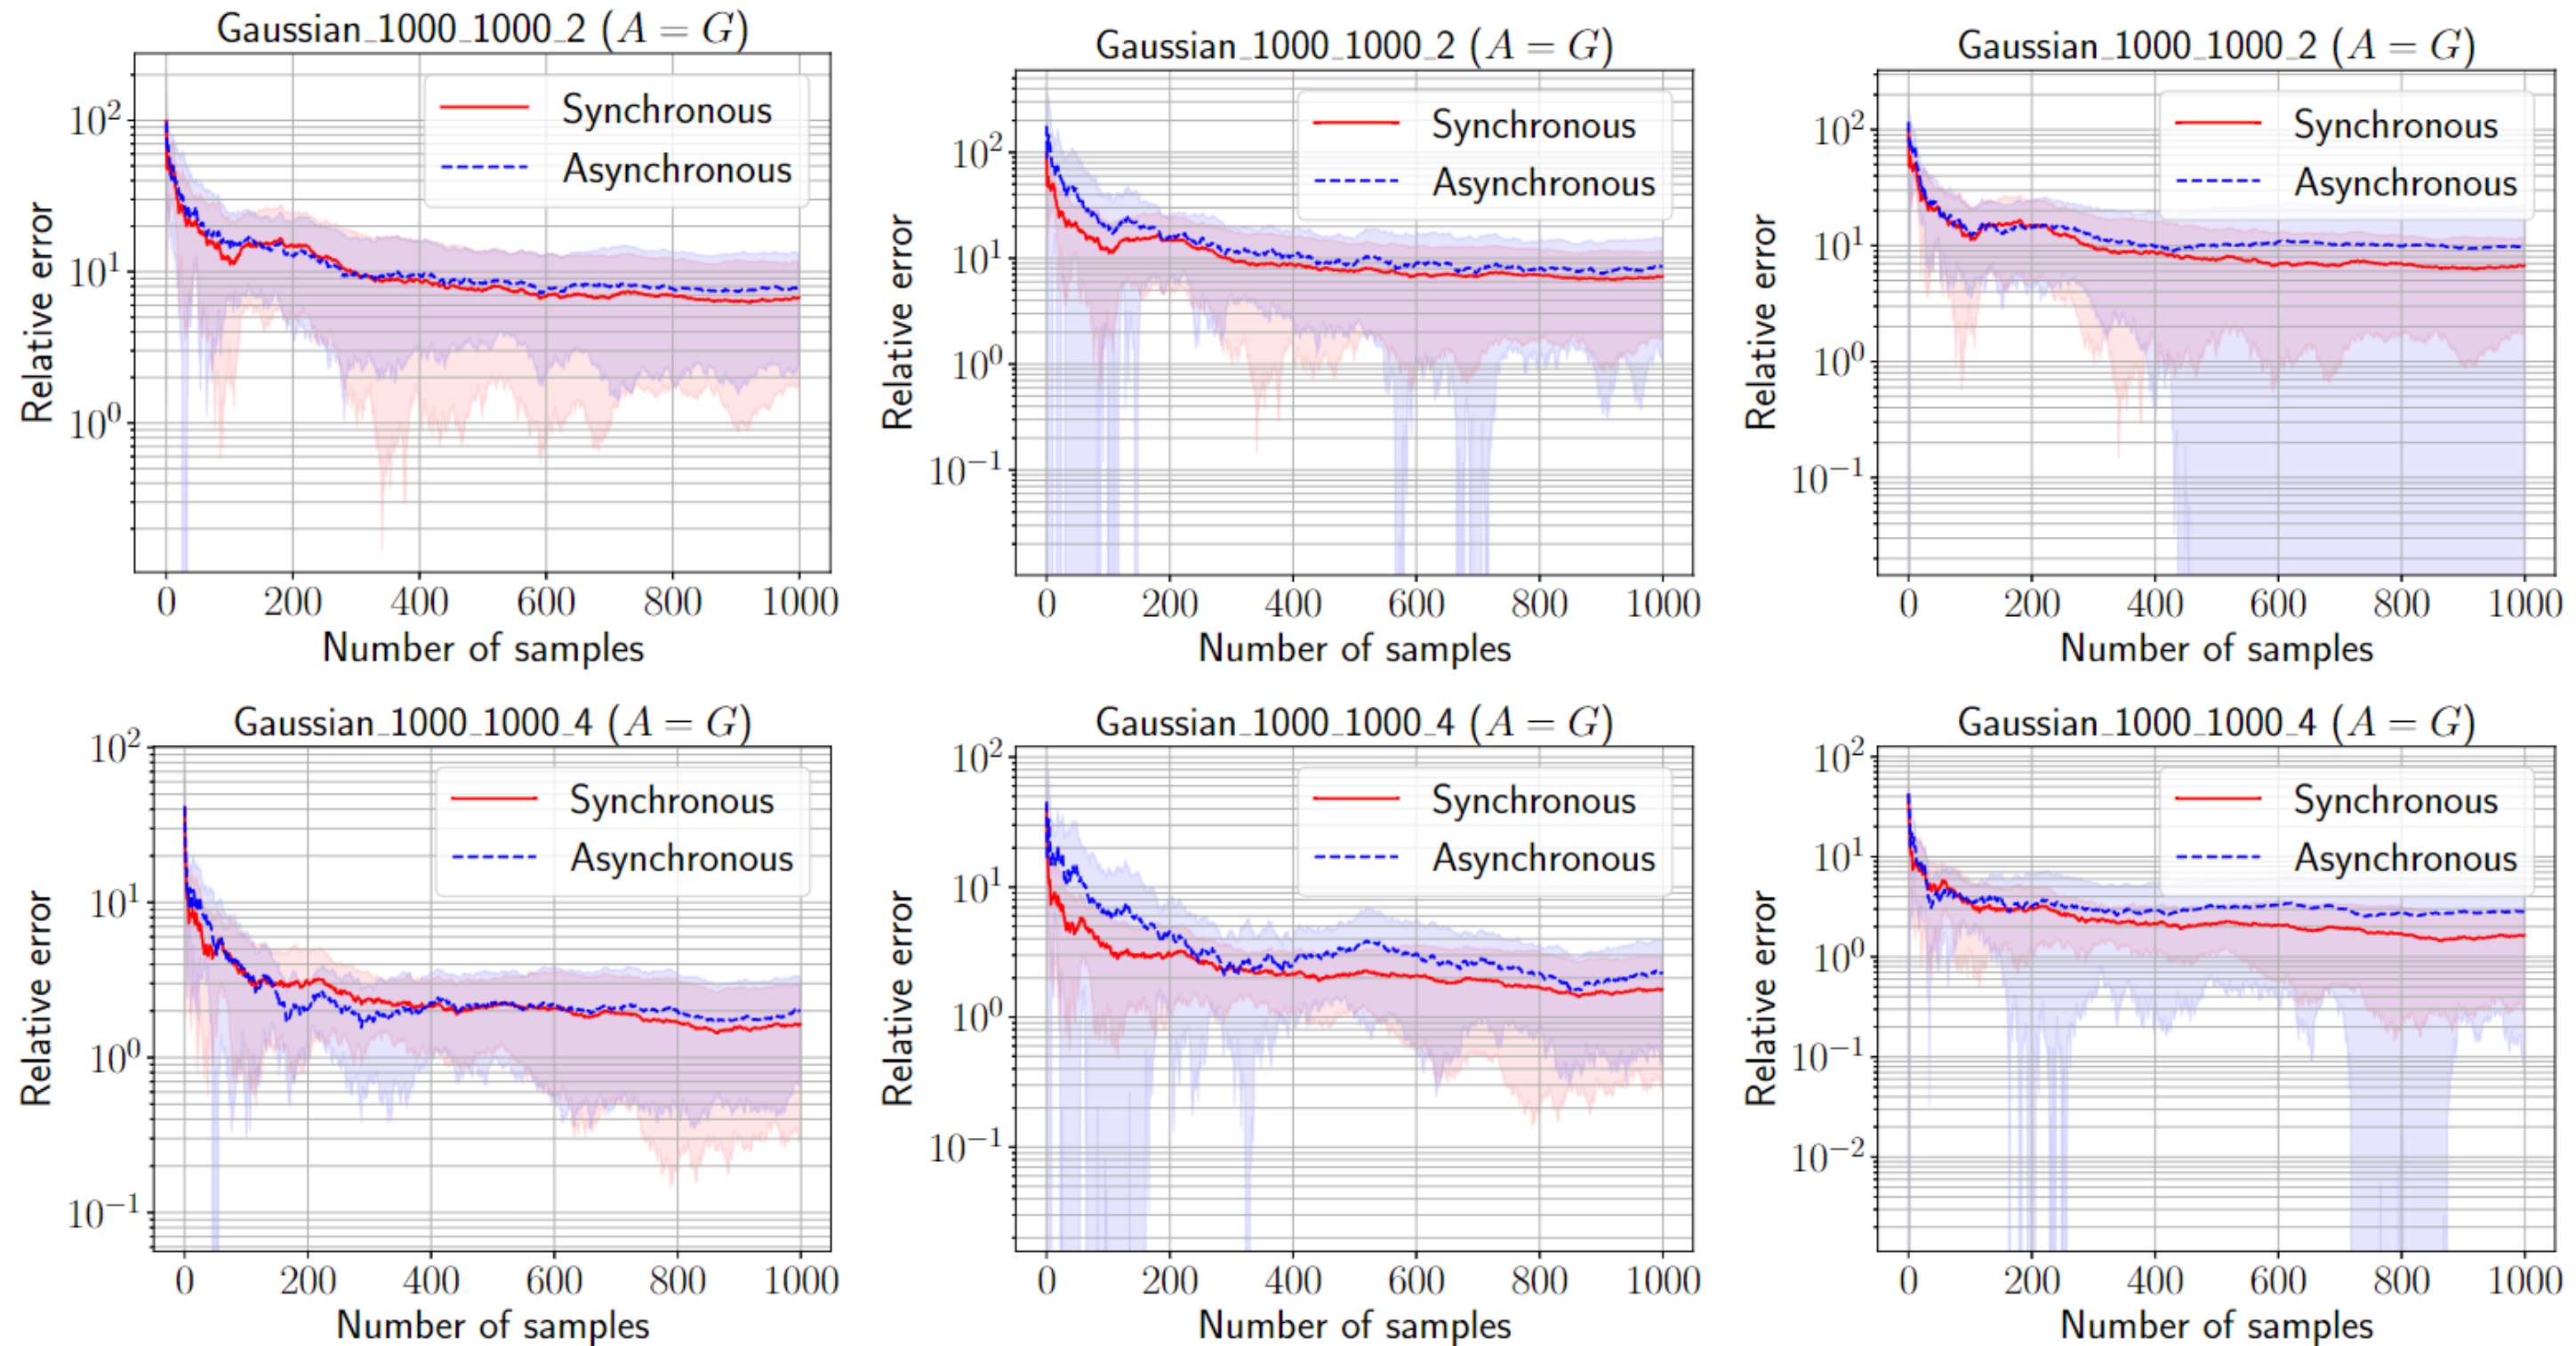 Gaussian_1000_1000_2 (A = G)
Relative error
10^2
10^1
10^0
Synchronous
Asynchronous
0 200 400 600 800 1000
Number of samples
Gaussian_1000_1000_2 (A = G)
Relative error
10^2
10^1
10^0
10^−1
Synchronous
Asynchronous
0 200 400 600 800 1000
Number of samples
Gaussian_1000_1000_2 (A = G)
Relative error
10^2
10^1
10^0
10^−1
Synchronous
Asynchronous
0 200 400 600 800 1000
Number of samples
Gaussian_1000_1000_4 (A = G)
Relative error
10^2
10^1
10^0
10^−1
Synchronous
Asynchronous
0 200 400 600 800 1000
Number of samples
Gaussian_1000_1000_4 (A = G)
Relative error
10^2
10^1
10^0
10^−1
Synchronous
Asynchronous
0 200 400 600 800 1000
Number of samples
Gaussian_1000_1000_4 (A = G)
Relative error
10^2
10^1
10^0
10^−1
10^−2
Synchronous
Asynchronous
0 200 400 600 800 1000
Number of samples